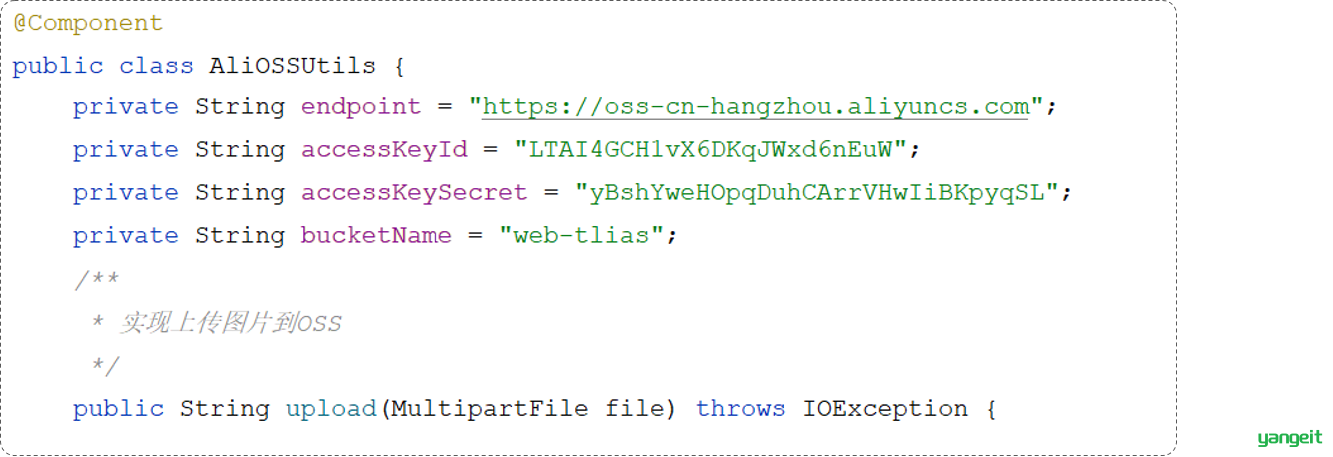 @Component
public class AliOSSUtils {
private String endpoint = "https://oss-cn-hangzhou.aliyuncs.com";
private String accessKeyId = "LTAI4GCH1vX6DKqJWxd6nEuW";
private String accessKeySecret = "yBshYweHOpqDuhCArrVHwIiBKpyqSL";
private String bucketName = "web-tlias";
/**
* 实现上传图片到OSS
*/
public String upload(MultipartFile file) throws IOException {
yangeit